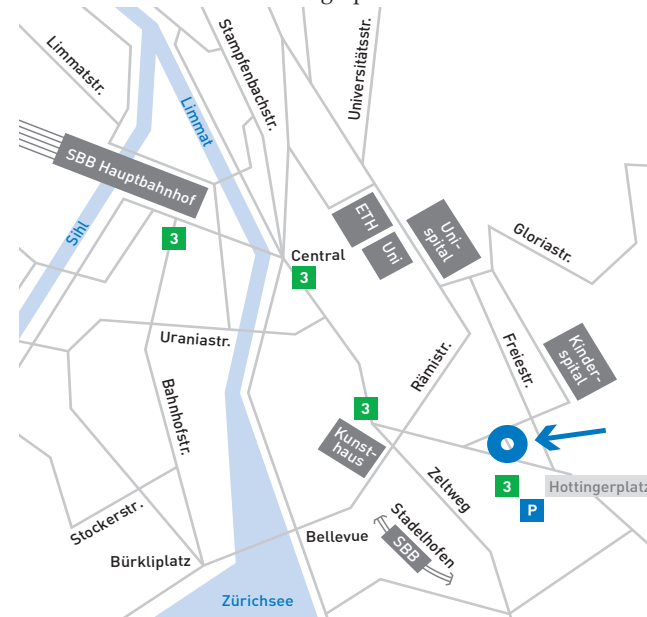 Limmatstr.
Stampfenbachstr.
Universitätsstr.
Limmat
SBB Hauptbahnhof
Sihl
3
Central
3
ETH
Uni
Uni-
spital
Gloriastr.
Uraniastr.
Bahnhofstr.
Rämistr.
Freiestr.
Kinder-
spital
3
Kunst-
haus
Zeltweg
3
Hottingerplatz
P
Stockerstr.
Bürkliplatz
Bellevue
Stadelhofen
SBB
Zürichsee